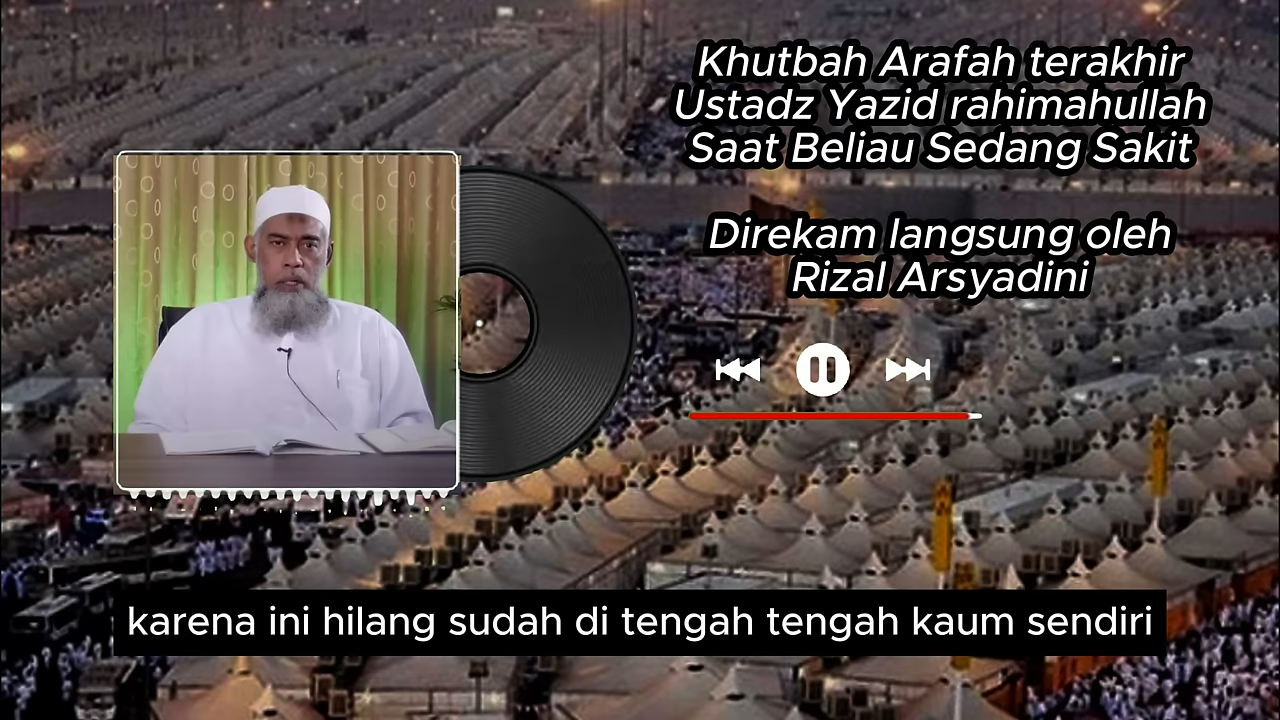 Khutbah Arafah terakhir
Ustadz Yazid rahimahullah
Saat Beliau Sedang Sakit
Direkam langsung oleh
Rizal Arsyadini
karena ini hilang sudah di tengah tengah kaum sendiri